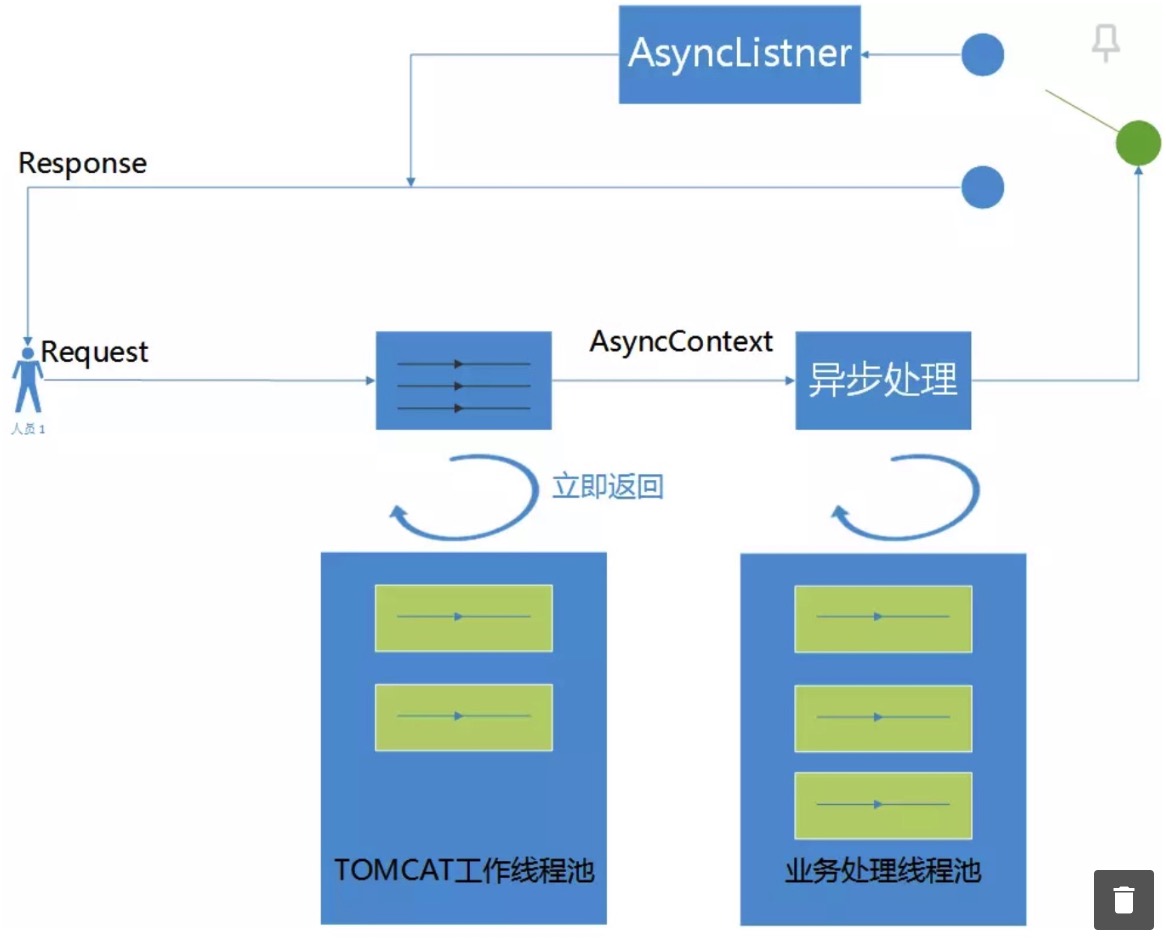 AsyncListner
Response
Request
AsyncContext
异步处理
人员 1
立即返回
TOMCAT工作线程池
业务处理线程池